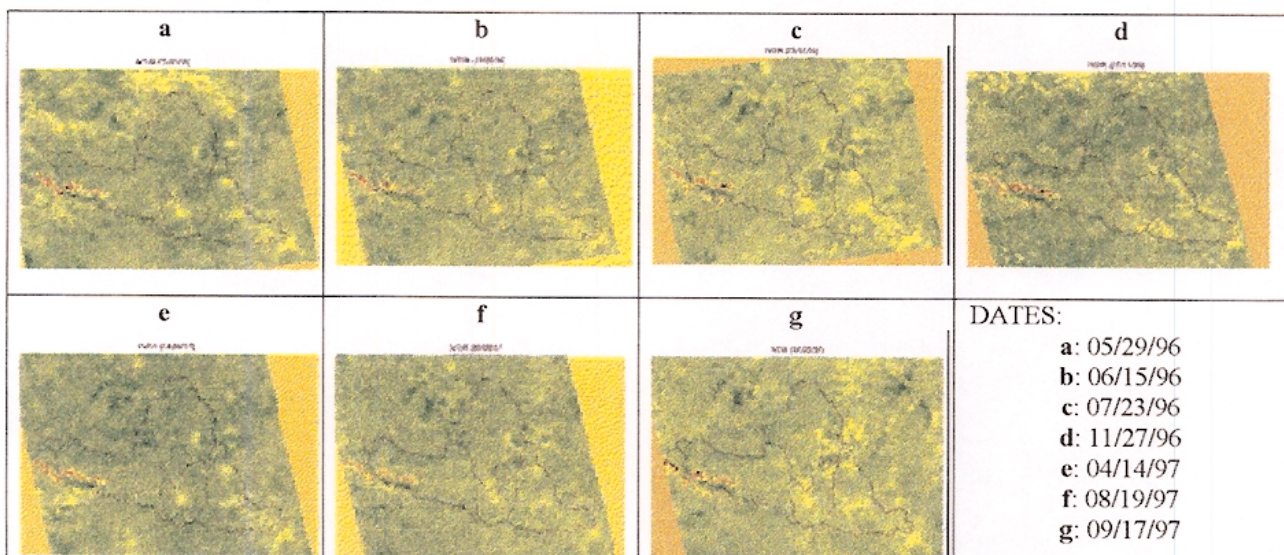 a
b
c
d
e
f
g
DATES:
a: 05/29/96
b: 06/15/96
c: 07/23/96
d: 11/27/96
e: 04/14/97
f: 08/19/97
g: 09/17/97